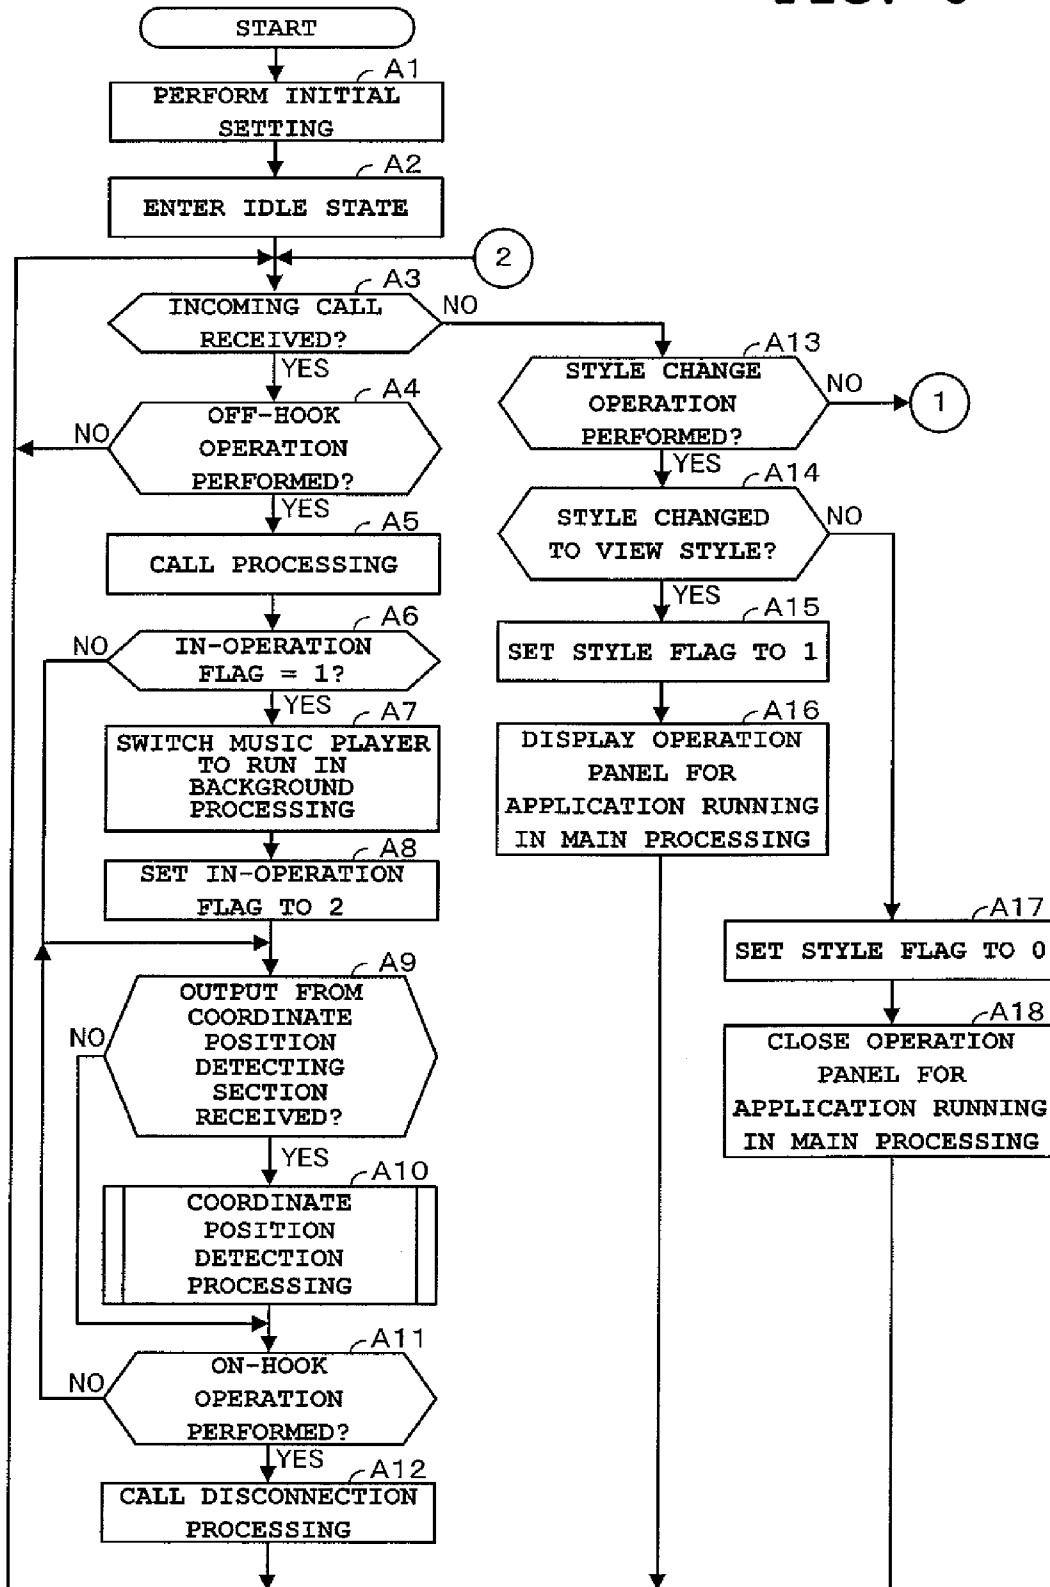 START
A1
PERFORM INITIAL
SETTING
A2
ENTER IDLE STATE
2
A3
INCOMING CALL
RECEIVED?
NO
YES
A4
OFF-HOOK
OPERATION
PERFORMED?
NO
YES
A5
CALL PROCESSING
A6
IN-OPERATION
FLAG = 1?
NO
YES
A7
SWITCH MUSIC PLAYER
TO RUN IN
BACKGROUND
PROCESSING
A8
SET IN-OPERATION
FLAG TO 2
A9
OUTPUT FROM
COORDINATE
POSITION
DETECTING
SECTION
RECEIVED?
NO
YES
A10
COORDINATE
POSITION
DETECTION
PROCESSING
A11
ON-HOOK
OPERATION
PERFORMED?
NO
YES
A12
CALL DISCONNECTION
PROCESSING
A13
STYLE CHANGE
OPERATION
PERFORMED?
NO
1
YES
A14
STYLE CHANGED
TO VIEW STYLE?
NO
YES
A15
SET STYLE FLAG TO 1
A16
DISPLAY OPERATION
PANEL FOR
APPLICATION RUNNING
IN MAIN PROCESSING
A17
SET STYLE FLAG TO 0
A18
CLOSE OPERATION
PANEL FOR
APPLICATION RUNNING
IN MAIN PROCESSING